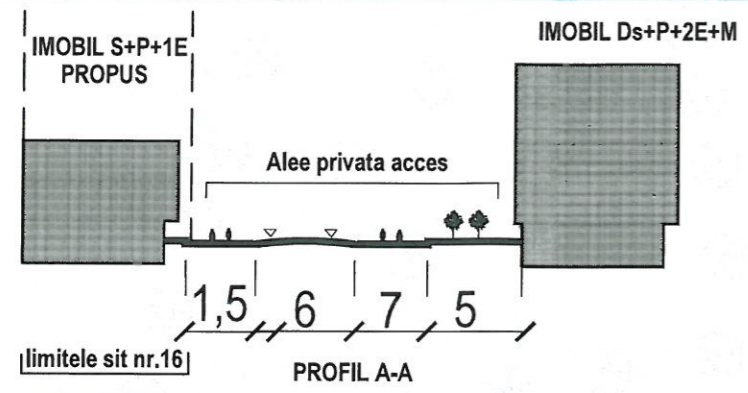 IMOBIL S+P+1E
PROPUS
IMOBIL Ds+P+2E+M
Alee privata acces
1,5 6 7 5
limitele sit nr.16
PROFIL A-A